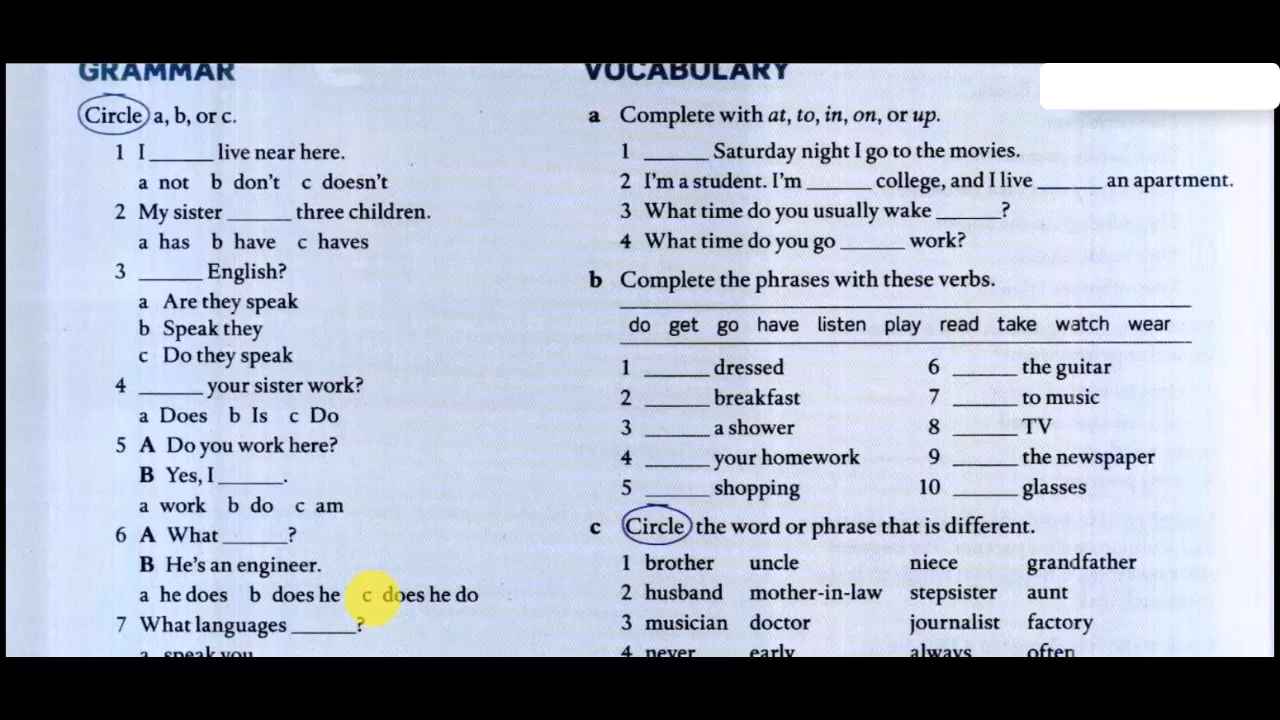 GRAMMAR
Circle a, b, or c.
1 I______ live near here.
a not b don't c doesn't
2 My sister ______ three children.
a has b have c haves
3 ______ English?
a Are they speak
b Speak they
c Do they speak
4 ______ your sister work?
a Does b Is c Do
5 A Do you work here?
B Yes, I ______.
a work b do c am
6 A What ______?
B He's an engineer.
a he does b does he c does he do
7 What languages ______?
a speak you
VOCABULARY
a Complete with at, to, in, on, or up.
1 ______ Saturday night I go to the movies.
2 I'm a student. I'm ______ college, and I live ______ an apartment.
3 What time do you usually wake ______?
4 What time do you go ______ work?
b Complete the phrases with these verbs.
do get go have listen play read take watch wear
1 ______ dressed
2 ______ breakfast
3 ______ a shower
4 ______ your homework
5 ______ shopping
6 ______ the guitar
7 ______ to music
8 ______ TV
9 ______ the newspaper
10 ______ glasses
c Circle the word or phrase that is different.
1 brother uncle niece grandfather
2 husband mother-in-law stepsister aunt
3 musician doctor journalist factory
4 never early always often